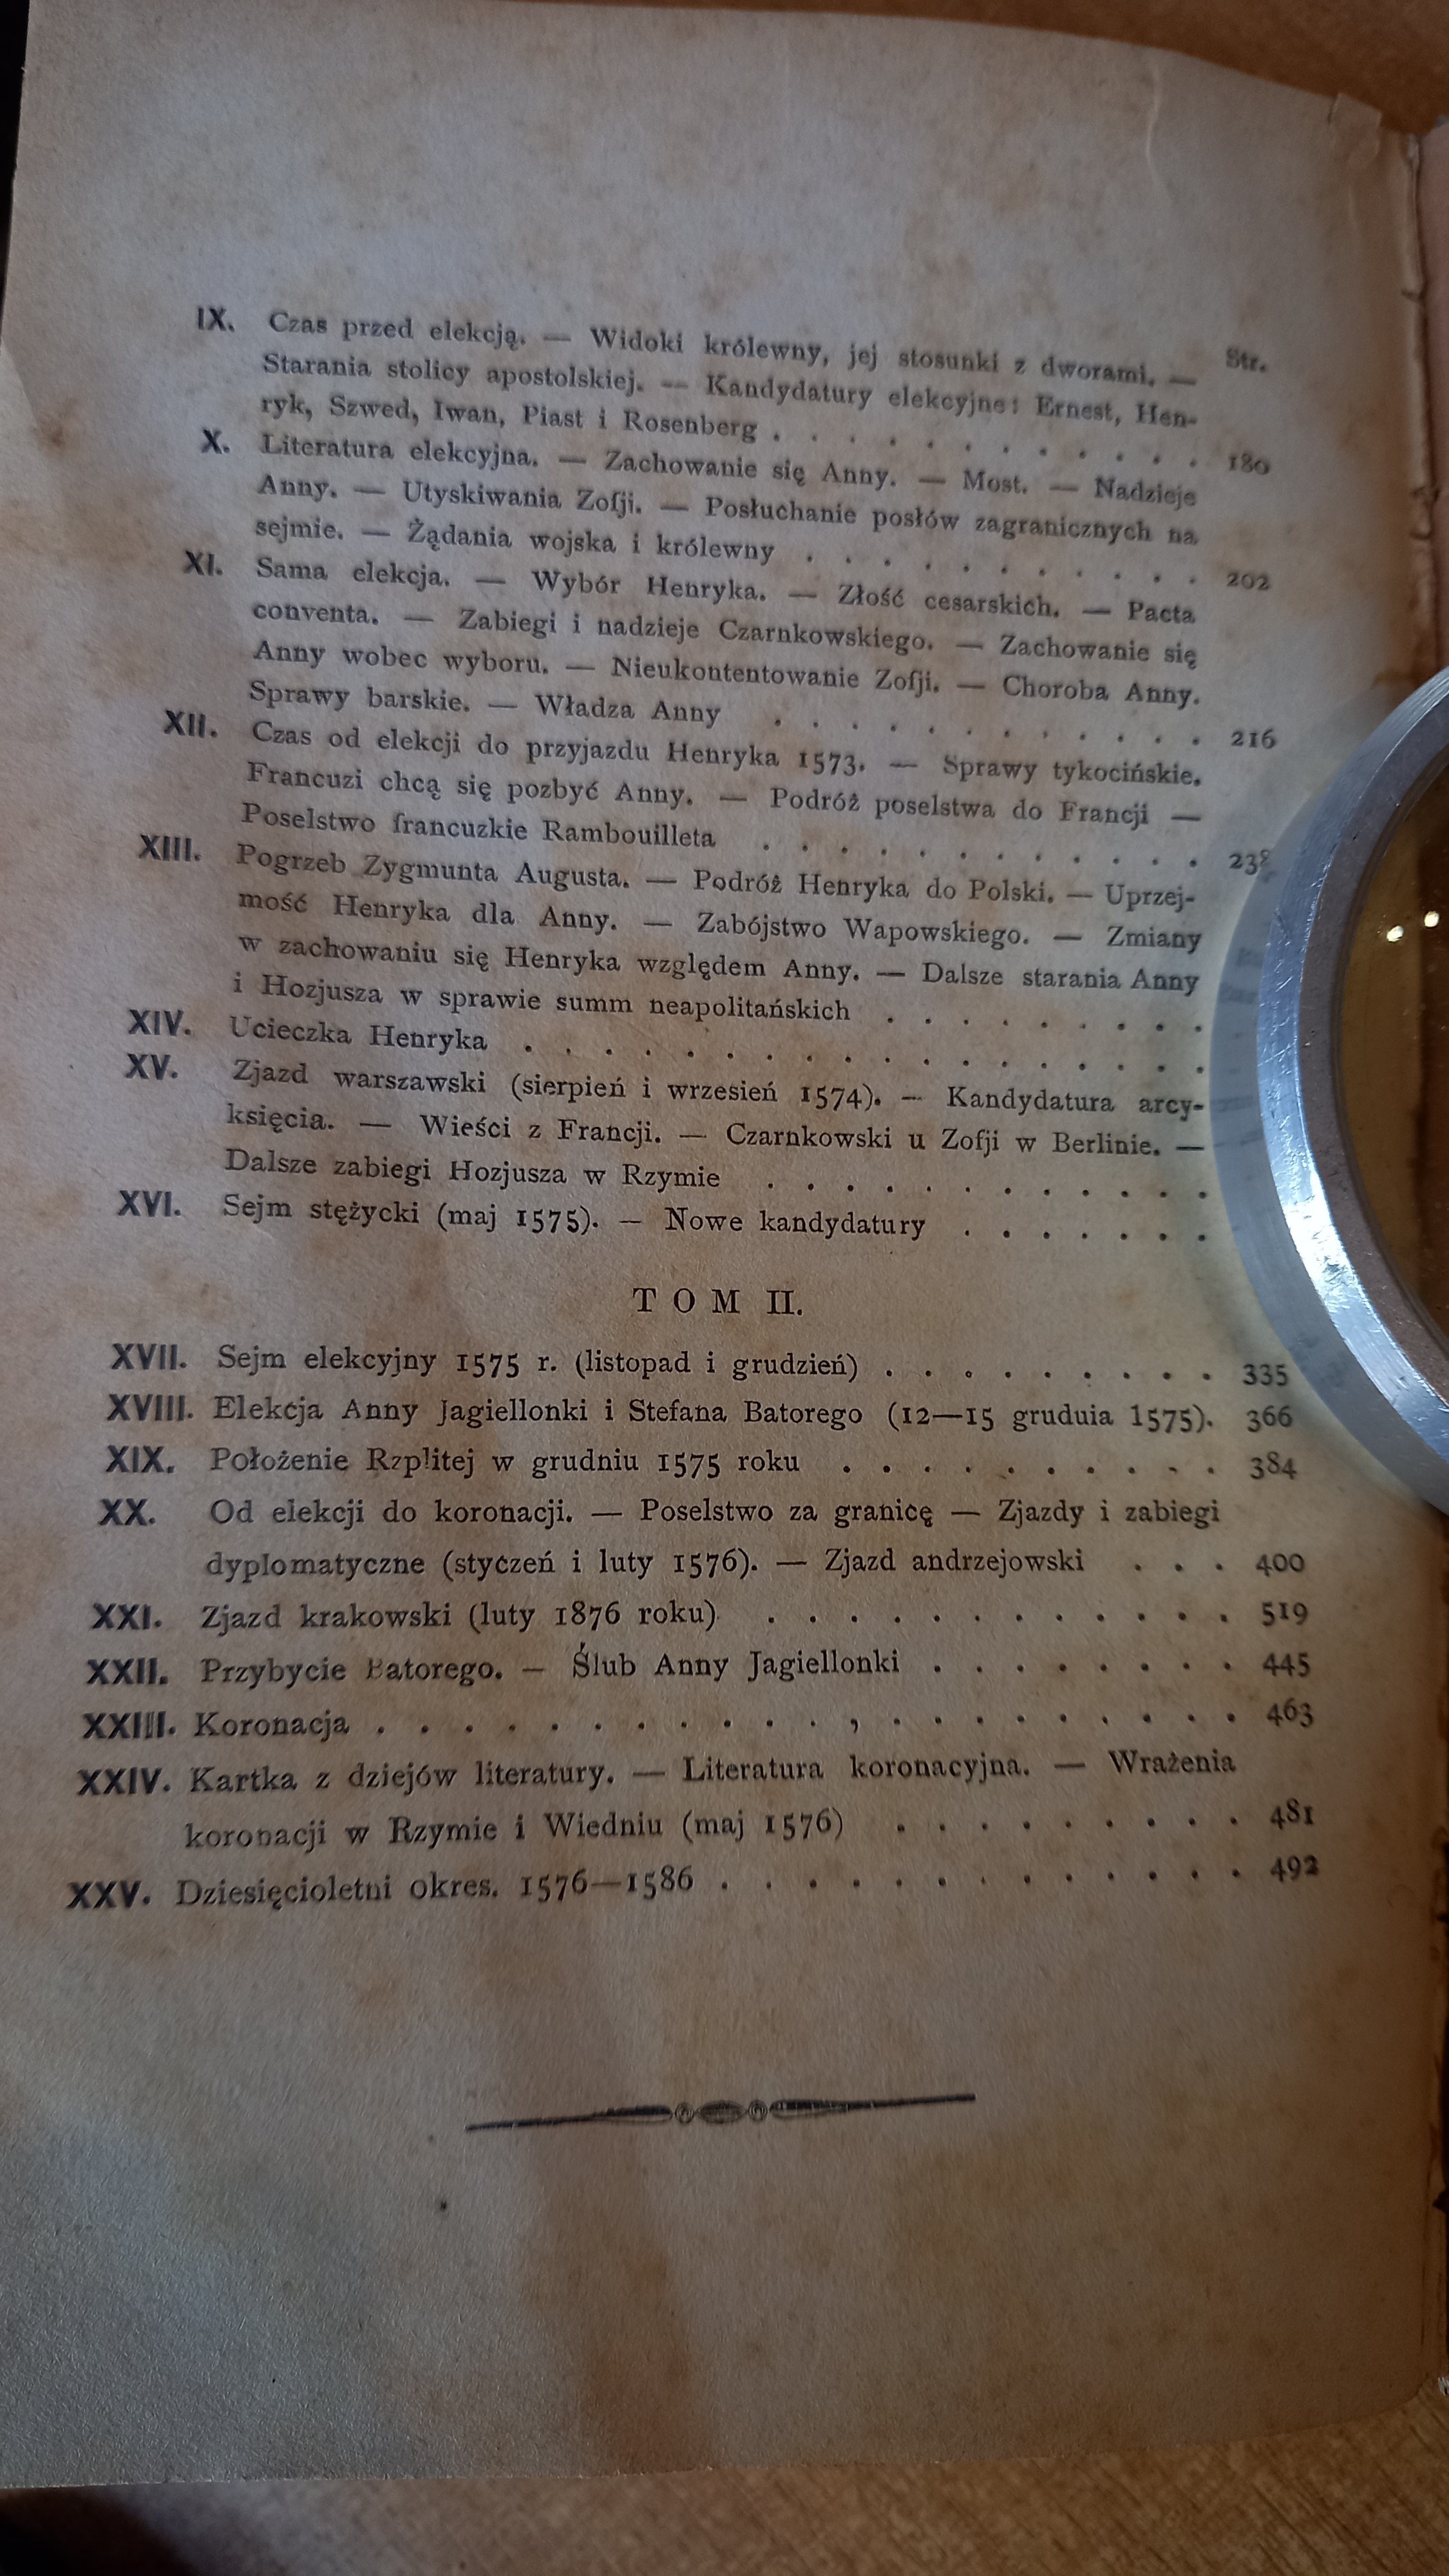 Str.
IX. Czas przed elekcją. — Widoki królewny, jej stosunki z dworami. —
Starania stolicy apostolskiej. — Kandydatury elekcyjne: Ernest, Hen-
ryk, Szwed, Iwan, Piast i Rosenberg . . . . . . . . . . . . 180
X. Literatura elekcyjna. — Zachowanie się Anny. — Most. — Nadzieje
Anny. — Utyskiwania Zofji. — Posłuchanie posłów zagranicznych na
sejmie. — Żądania wojska i królewny . . . . . . . . . . . 202
XI. Sama elekcja. — Wybór Henryka. — Złość cesarskich. — Pacta
conventa. — Zabiegi i nadzieje Czarnkowskiego. — Zachowanie się
Anny wobec wyboru. — Nieukontentowanie Zofji. — Choroba Anny.
Sprawy barskie. — Władza Anny . . . . . . . . . . . . 216
XII. Czas od elekcji do przyjazdu Henryka 1573. — Sprawy tykocińskie.
Francuzi chcą się pozbyć Anny. — Podróż poselstwa do Francji —
Poselstwo francuzkie Rambouilleta . . . . . . . . . . . . 238
XIII. Pogrzeb Zygmunta Augusta. — Podróż Henryka do Polski. — Uprzej-
mość Henryka dla Anny. — Zabójstwo Wapowskiego. — Zmiany
w zachowaniu się Henryka względem Anny. — Dalsze starania Anny
i Hozjusza w sprawie summ neapolitańskich . . . . . . . . .
XIV. Ucieczka Henryka . . . . . . . . . . . . . . . . . .
XV. Zjazd warszawski (sierpień i wrzesień 1574). — Kandydatura arcy-
księcia. — Wieści z Francji. — Czarnkowski u Zofji w Berlinie. —
Dalsze zabiegi Hozjusza w Rzymie . . . . . . . . . . . .
XVI. Sejm stężycki (maj 1575). — Nowe kandydatury . . . . . . .
TOM II.
XVII. Sejm elekcyjny 1575 r. (listopad i grudzień) . . . . . . . . . 335
XVIII. Elekcja Anny Jagiellonki i Stefana Batorego (12—15 gruduia 1575). 366
XIX. Położenie Rzplitej w grudniu 1575 roku . . . . . . . . . . 384
XX. Od elekcji do koronacji. — Poselstwo za granicę — Zjazdy i zabiegi
dyplomatyczne (styczeń i luty 1576). — Zjazd andrzejowski . . . 400
XXI. Zjazd krakowski (luty 1876 roku) . . . . . . . . . . . . 519
XXII. Przybycie Batorego. — Ślub Anny Jagiellonki . . . . . . . . 445
XXIII. Koronacja . . . . . . . . . . . , . . . . . . . . . 463
XXIV. Kartka z dziejów literatury. — Literatura koronacyjna. — Wrażenia
koronacji w Rzymie i Wiedniu (maj 1576) . . . . . . . . . 481
XXV. Dziesięcioletni okres. 1576—1586 . . . . . . . . . . . . . 492